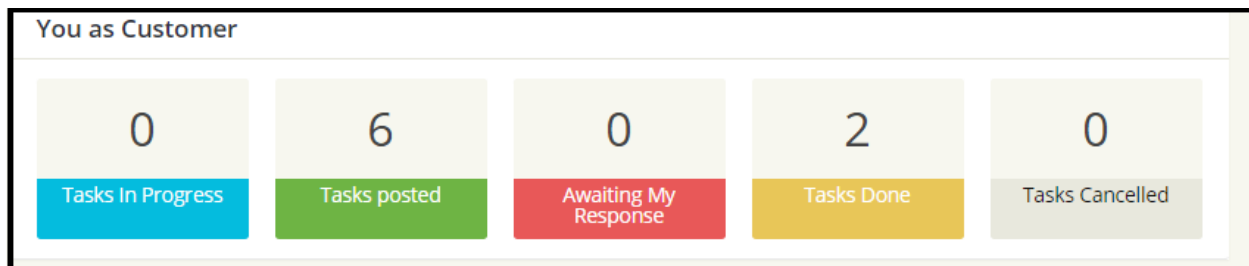 You as Customer
0
6
0
2
0
Tasks In Progress
Tasks posted
Awaiting My
Response
Tasks Done
Tasks Cancelled